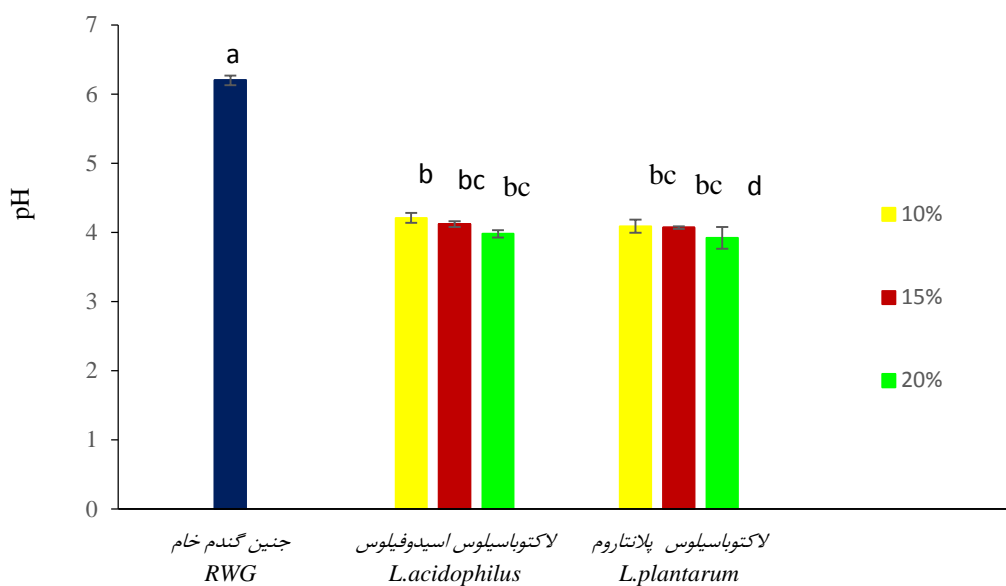 pH
7
6
5
4
3
2
1
0
a
b
bc
bc
bc
bc
d
10%
15%
20%
جنین گندم خام
RWG
لاکتوباسیلوس اسیدوفیلوس
L.acidophilus
لاکتوباسیلوس پلانتاروم
L.plantarum